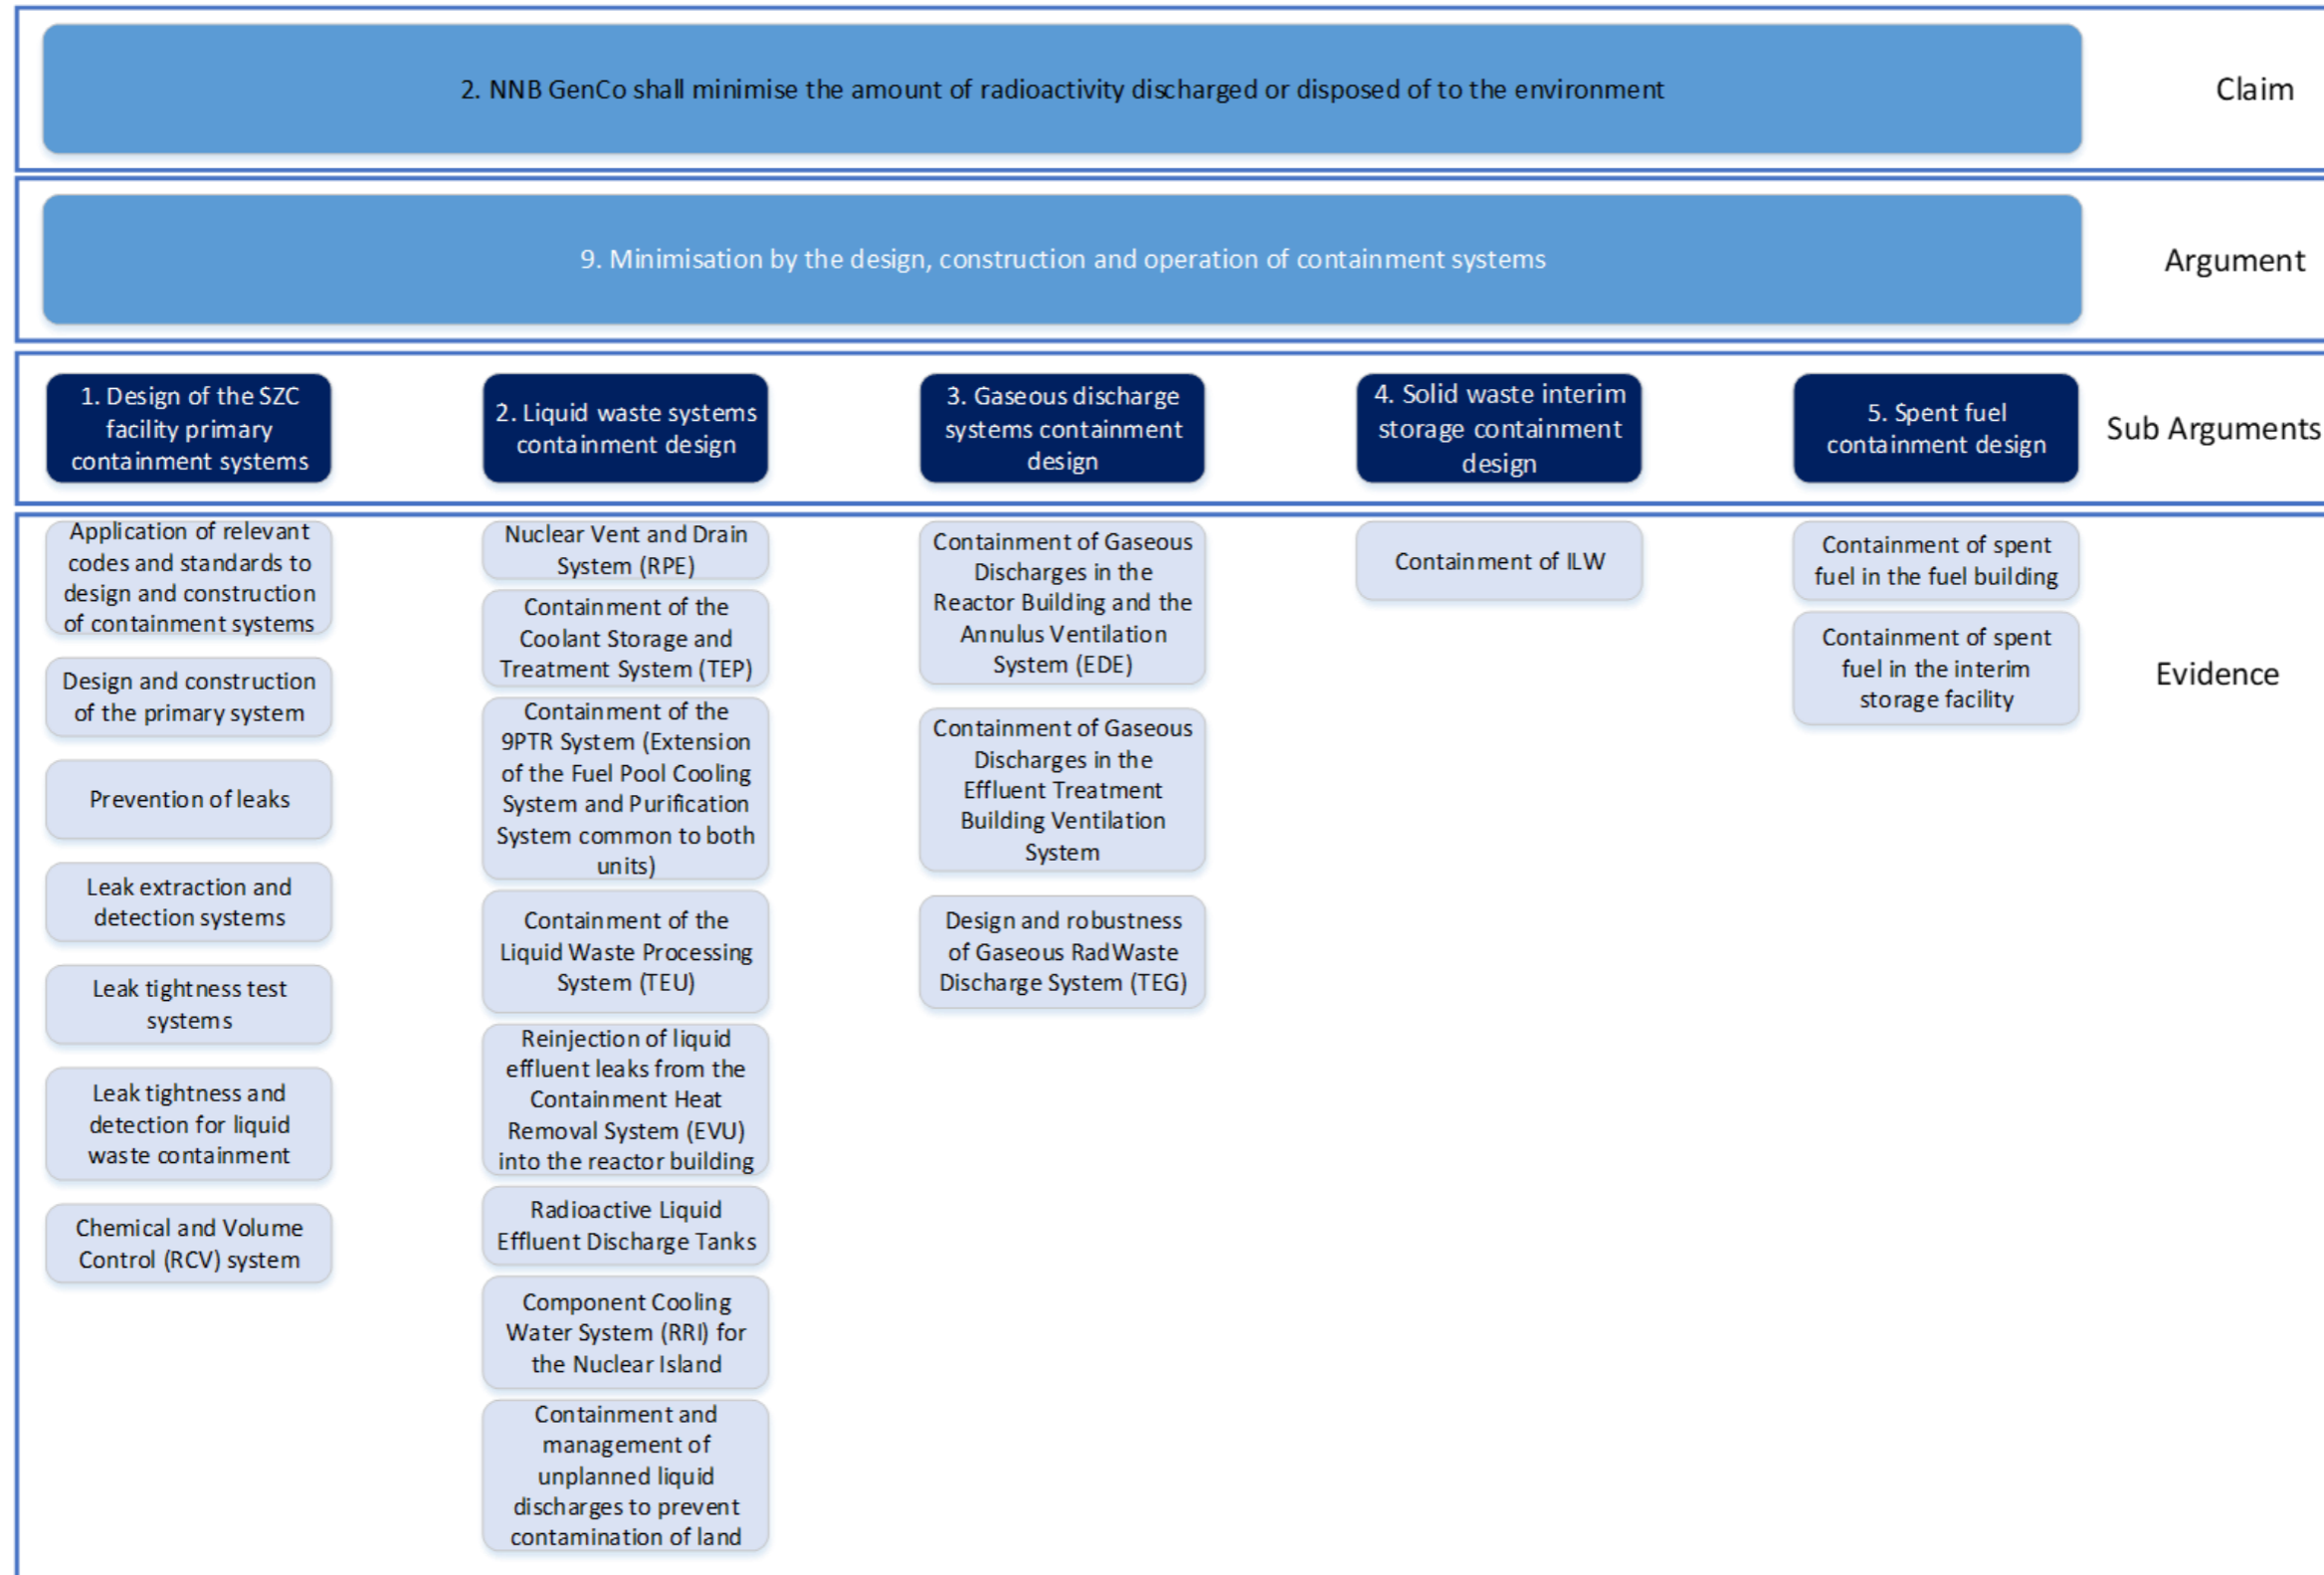 2. NNB GenCo shall minimise the amount of radioactivity discharged or disposed of to the environment
Claim
9. Minimisation by the design, construction and operation of containment systems
Argument
1. Design of the SZC
facility primary
containment systems
2. Liquid waste systems
containment design
3. Gaseous discharge
systems containment
design
4. Solid waste interim
storage containment
design
5. Spent fuel
containment design
Sub Arguments
Application of relevant
codes and standards to
design and construction
of containment systems
Design and construction
of the primary system
Prevention of leaks
Leak extraction and
detection systems
Leak tightness test
systems
Leak tightness and
detection for liquid
waste containment
Chemical and Volume
Control (RCV) system
Nuclear Vent and Drain
System (RPE)
Containment of the
Coolant Storage and
Treatment System (TEP)
Containment of the
9PTR System (Extension
of the Fuel Pool Cooling
System and Purification
System common to both
units)
Containment of the
Liquid Waste Processing
System (TEU)
Reinjection of liquid
effluent leaks from the
Containment Heat
Removal System (EVU)
into the reactor building
Radioactive Liquid
Effluent Discharge Tanks
Component Cooling
Water System (RRI) for
the Nuclear Island
Containment and
management of
unplanned liquid
discharges to prevent
contamination of land
Containment of Gaseous
Discharges in the
Reactor Building and the
Annulus Ventilation
System (EDE)
Containment of Gaseous
Discharges in the
Effluent Treatment
Building Ventilation
System
Design and robustness
of Gaseous RadWaste
Discharge System (TEG)
Containment of ILW
Containment of spent
fuel in the fuel building
Containment of spent
fuel in the interim
storage facility
Evidence